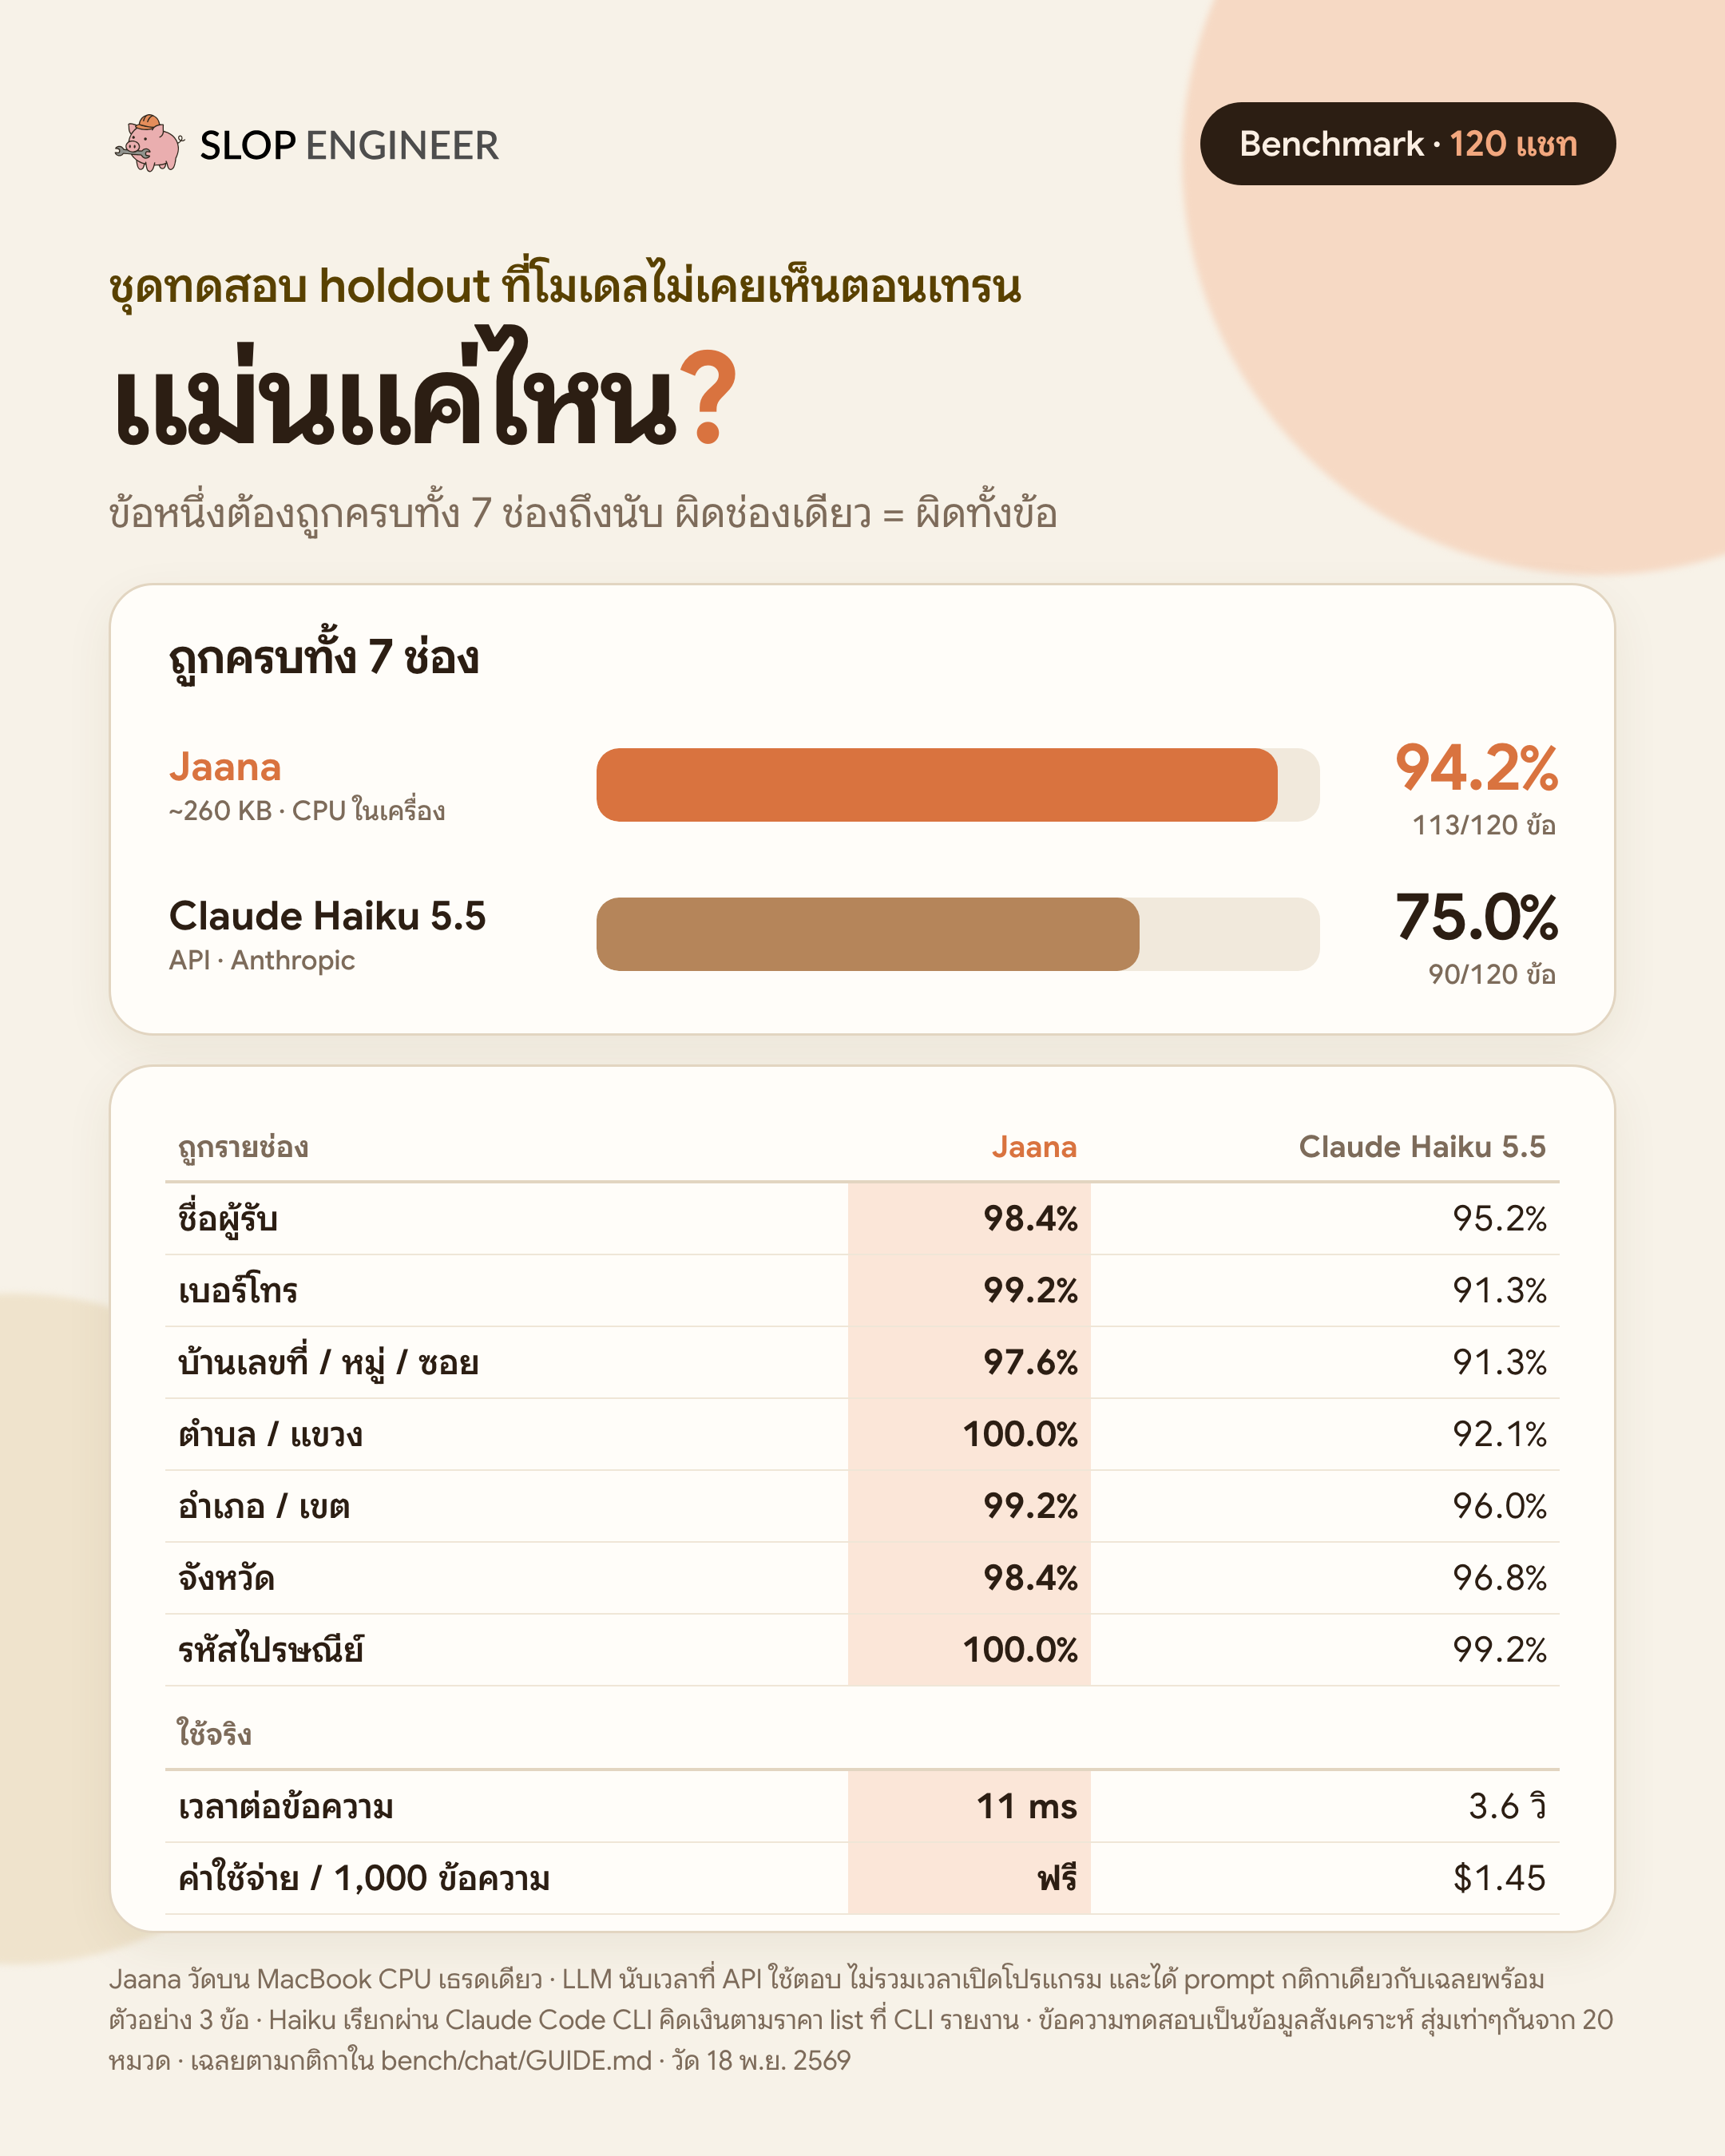 SLOP ENGINEER
Benchmark · 120 แชท
ชุดทดสอบ holdout ที่โมเดลไม่เคยเห็นตอนเทรน
แม่นแค่ไหน?
ข้อหนึ่งต้องถูกครบทั้ง 7 ช่องถึงนับ ผิดช่องเดียว = ผิดทั้งข้อ
ถูกครบทั้ง 7 ช่อง
Jaana
~260 KB · CPU ในเครื่อง
94.2%
113/120 ข้อ
Claude Haiku 5.5
API · Anthropic
75.0%
90/120 ข้อ
ถูกรายช่อง Jaana Claude Haiku 5.5
ชื่อผู้รับ 98.4% 95.2%
เบอร์โทร 99.2% 91.3%
บ้านเลขที่ / หมู่ / ซอย 97.6% 91.3%
ตำบล / แขวง 100.0% 92.1%
อำเภอ / เขต 99.2% 96.0%
จังหวัด 98.4% 96.8%
รหัสไปรษณีย์ 100.0% 99.2%
ใช้จริง
เวลาต่อข้อความ 11 ms 3.6 วิ
ค่าใช้จ่าย / 1,000 ข้อความ ฟรี $1.45
Jaana วัดบน MacBook CPU เธรดเดียว · LLM นับเวลาที่ API ใช้ตอบ ไม่รวมเวลาเปิดโปรแกรม และได้ prompt กติกาเดียวกับเฉลยพร้อม
ตัวอย่าง 3 ข้อ · Haiku เรียกผ่าน Claude Code CLI คิดเงินตามราคา list ที่ CLI รายงาน · ข้อความทดสอบเป็นข้อมูลสังเคราะห์ สุ่มเท่าๆกันจาก 20
หมวด · เฉลยตามกติกาใน bench/chat/GUIDE.md · วัด 18 พ.ย. 2569